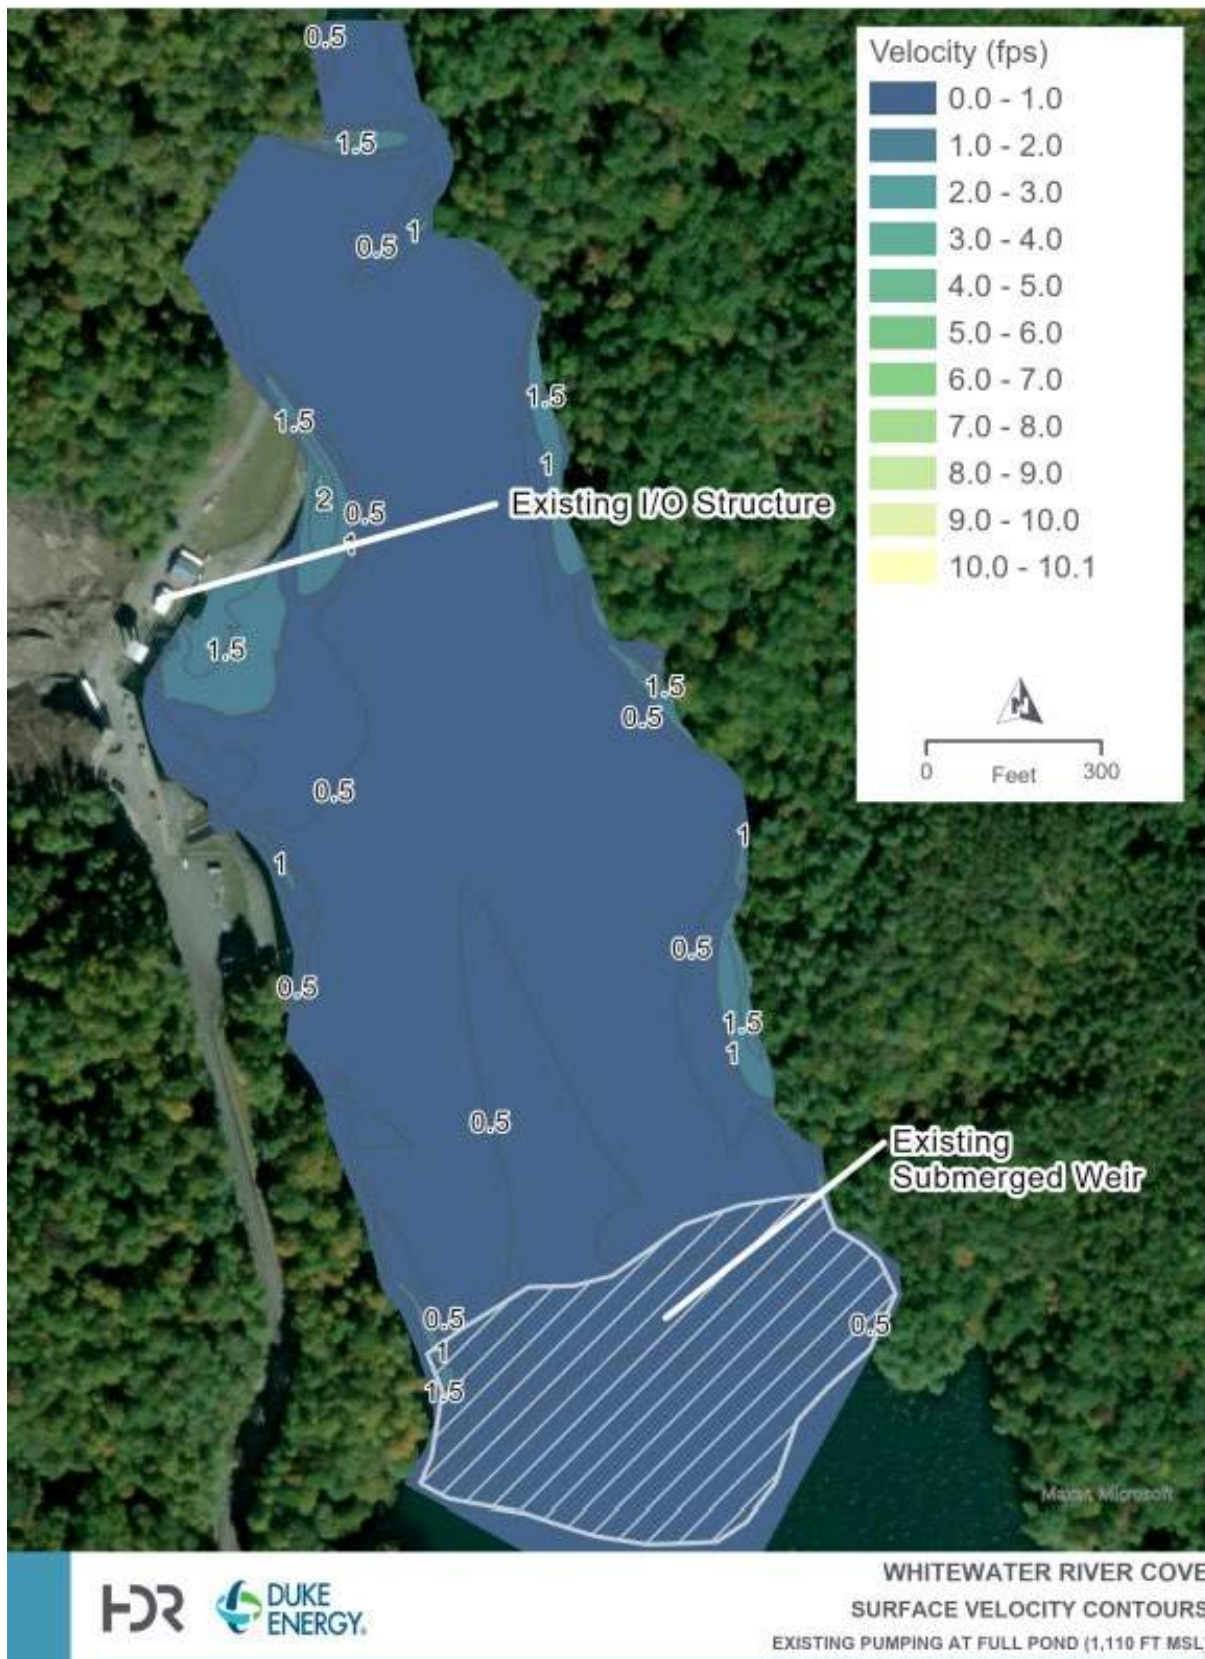 0.5
1.5
1
0.5
1.5
1.5
1
2
0.5
1
Existing I/O Structure
1.5
1.5
0.5
0.5
1
1
0.5
0.5
1.5
1
0.5
Existing
Submerged Weir
0.5
0.5
1
1.5
Velocity (fps)
0.0 - 1.0
1.0 - 2.0
2.0 - 3.0
3.0 - 4.0
4.0 - 5.0
5.0 - 6.0
6.0 - 7.0
7.0 - 8.0
8.0 - 9.0
9.0 - 10.0
10.0 - 10.1
N
0 Feet 300
Maxar, Microsoft
HDR
DUKE
ENERGY®
WHITEWATER RIVER COVE
SURFACE VELOCITY CONTOURS
EXISTING PUMPING AT FULL POND (1,110 FT MSL)